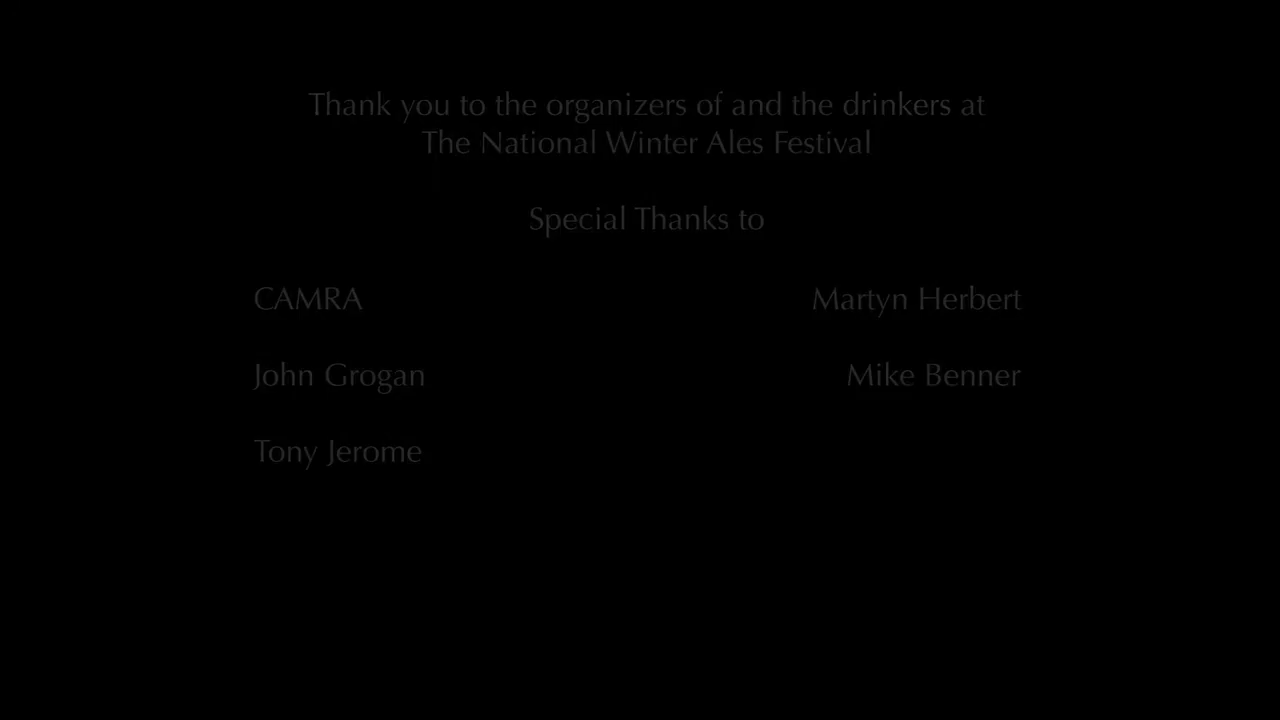 Thank you to the organizers of and the drinkers at
The National Winter Ales Festival
Special Thanks to
CAMRA
Martyn Herbert
John Grogan
Mike Benner
Tony Jerome